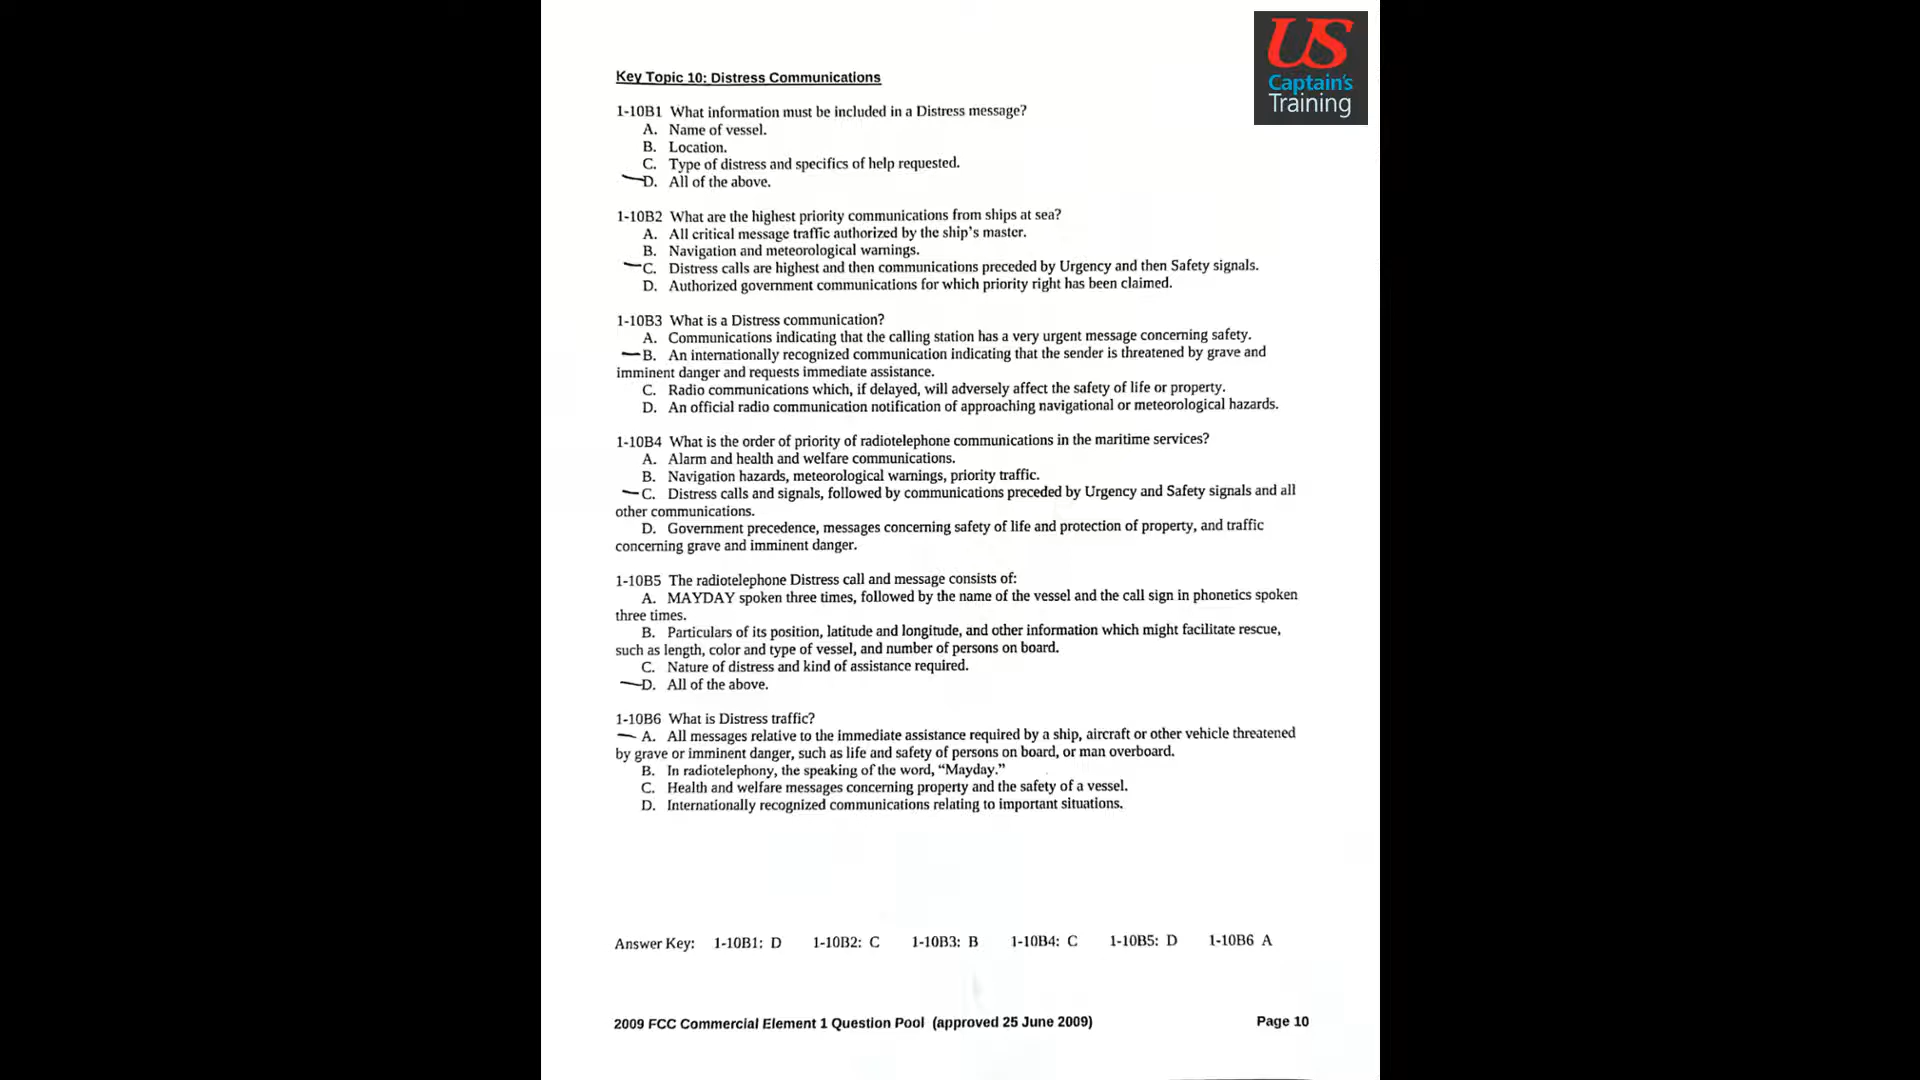 US
Captain's
Training
Key Topic 10: Distress Communications
1-10B1 What information must be included in a Distress message?
A. Name of vessel.
B. Location.
C. Type of distress and specifics of help requested.
D. All of the above.
1-10B2 What are the highest priority communications from ships at sea?
A. All critical message traffic authorized by the ship's master.
B. Navigation and meteorological warnings.
C. Distress calls are highest and then communications preceded by Urgency and then Safety signals.
D. Authorized government communications for which priority right has been claimed.
1-10B3 What is a Distress communication?
A. Communications indicating that the calling station has a very urgent message concerning safety.
B. An internationally recognized communication indicating that the sender is threatened by grave and
imminent danger and requests immediate assistance.
C. Radio communications which, if delayed, will adversely affect the safety of life or property.
D. An official radio communication notification of approaching navigational or meteorological hazards.
1-10B4 What is the order of priority of radiotelephone communications in the maritime services?
A. Alarm and health and welfare communications.
B. Navigation hazards, meteorological warnings, priority traffic.
C. Distress calls and signals, followed by communications preceded by Urgency and Safety signals and all
other communications.
D. Government precedence, messages concerning safety of life and protection of property, and traffic
concerning grave and imminent danger.
1-10B5 The radiotelephone Distress call and message consists of:
A. MAYDAY spoken three times, followed by the name of the vessel and the call sign in phonetics spoken
three times.
B. Particulars of its position, latitude and longitude, and other information which might facilitate rescue,
such as length, color and type of vessel, and number of persons on board.
C. Nature of distress and kind of assistance required.
D. All of the above.
1-10B6 What is Distress traffic?
A. All messages relative to the immediate assistance required by a ship, aircraft or other vehicle threatened
by grave or imminent danger, such as life and safety of persons on board, or man overboard.
B. In radiotelephony, the speaking of the word, "Mayday."
C. Health and welfare messages concerning property and the safety of a vessel.
D. Internationally recognized communications relating to important situations.
Answer Key: 1-10B1: D 1-10B2: C 1-10B3: B 1-10B4: C 1-10B5: D 1-10B6 A
2009 FCC Commercial Element 1 Question Pool (approved 25 June 2009) Page 10